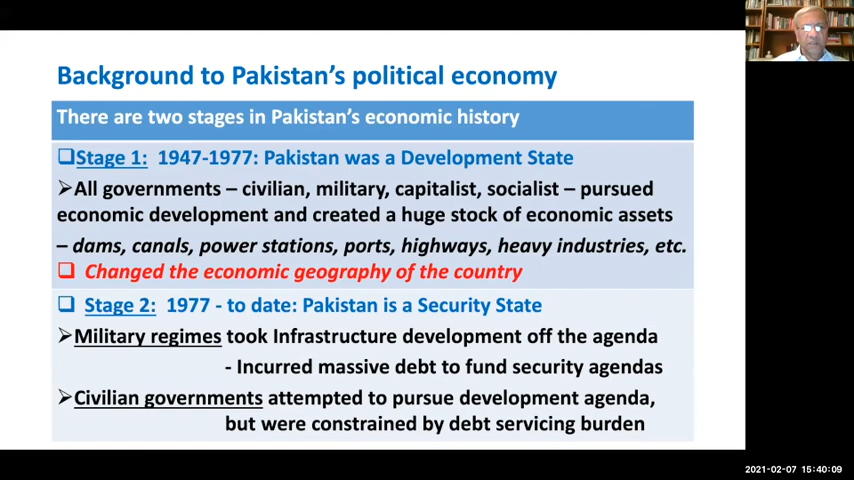 Background to Pakistan's political economy
There are two stages in Pakistan's economic history
❑Stage 1: 1947-1977: Pakistan was a Development State
➢All governments – civilian, military, capitalist, socialist – pursued
economic development and created a huge stock of economic assets
– dams, canals, power stations, ports, highways, heavy industries, etc.
❑ Changed the economic geography of the country
❑ Stage 2: 1977 - to date: Pakistan is a Security State
➢Military regimes took Infrastructure development off the agenda
- Incurred massive debt to fund security agendas
➢Civilian governments attempted to pursue development agenda,
but were constrained by debt servicing burden
2021-02-07 15:40:09